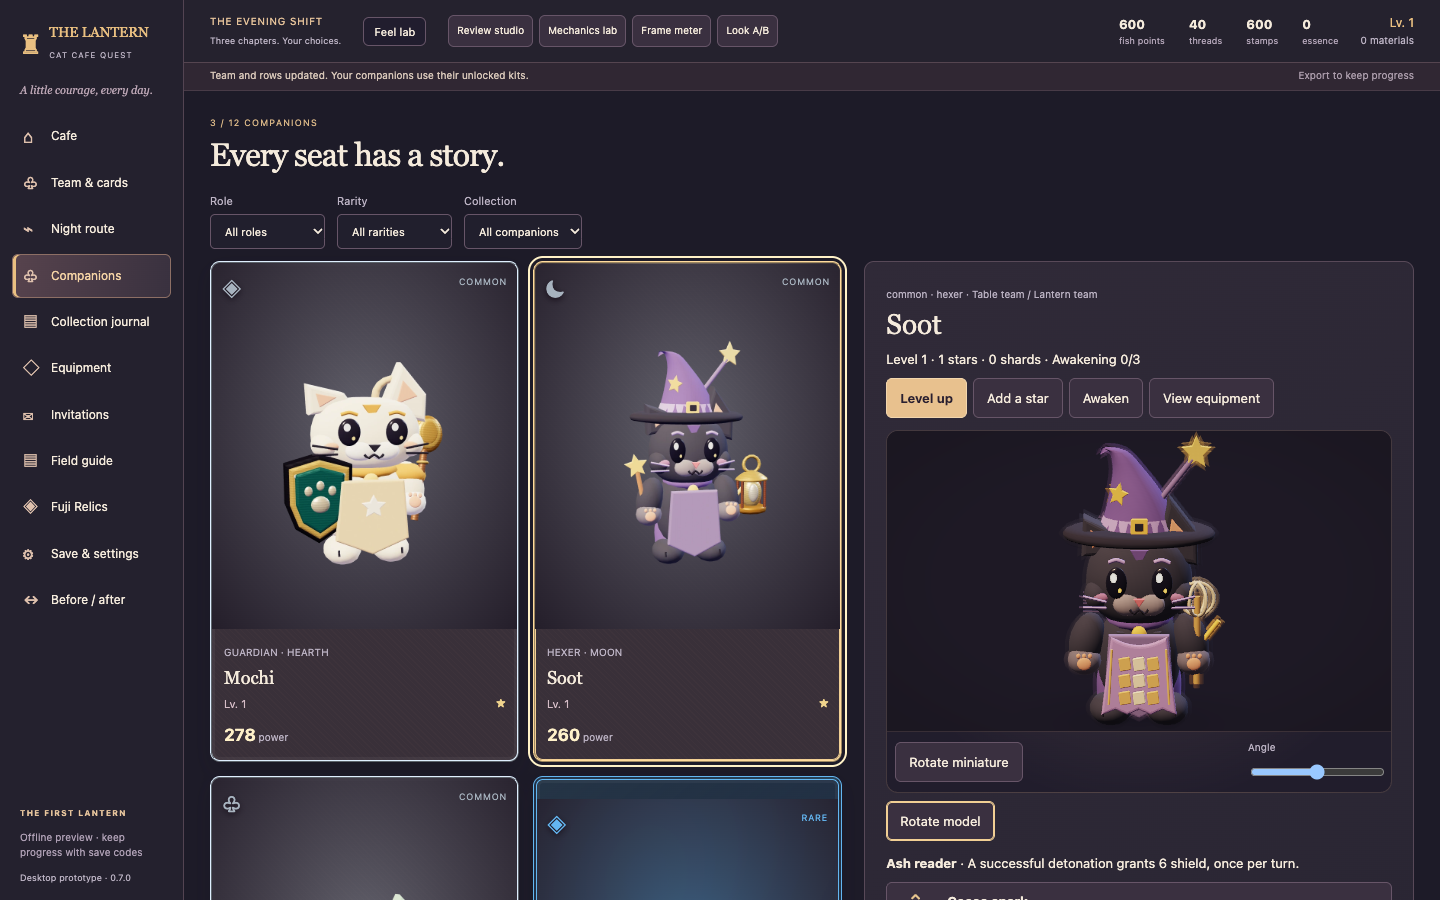 THE LANTERN
CAT CAFE QUEST
A little courage, every day.
Cafe
Team & cards
Night route
Companions
Collection journal
Equipment
Invitations
Field guide
Fuji Relics
Save & settings
Before / after
THE FIRST LANTERN
Offline preview · keep
progress with save codes
Desktop prototype · 0.7.0
THE EVENING SHIFT
Three chapters. Your choices.
Feel lab
Review studio
Mechanics lab
Frame meter
Look A/B
600
fish points
40
threads
600
stamps
0
essence
Lv. 1
0 materials
Team and rows updated. Your companions use their unlocked kits.
Export to keep progress
3 / 12 COMPANIONS
Every seat has a story.
Role
Rarity
Collection
All roles
All rarities
All companions
COMMON
GUARDIAN · HEARTH
Mochi
Lv. 1
278 power
COMMON
HEXER · MOON
Soot
Lv. 1
260 power
COMMON
RARE
common · hexer · Table team / Lantern team
Soot
Level 1 · 1 stars · 0 shards · Awakening 0/3
Level up
Add a star
Awaken
View equipment
Rotate miniature
Angle
Rotate model
Ash reader · A successful detonation grants 6 shield, once per turn.